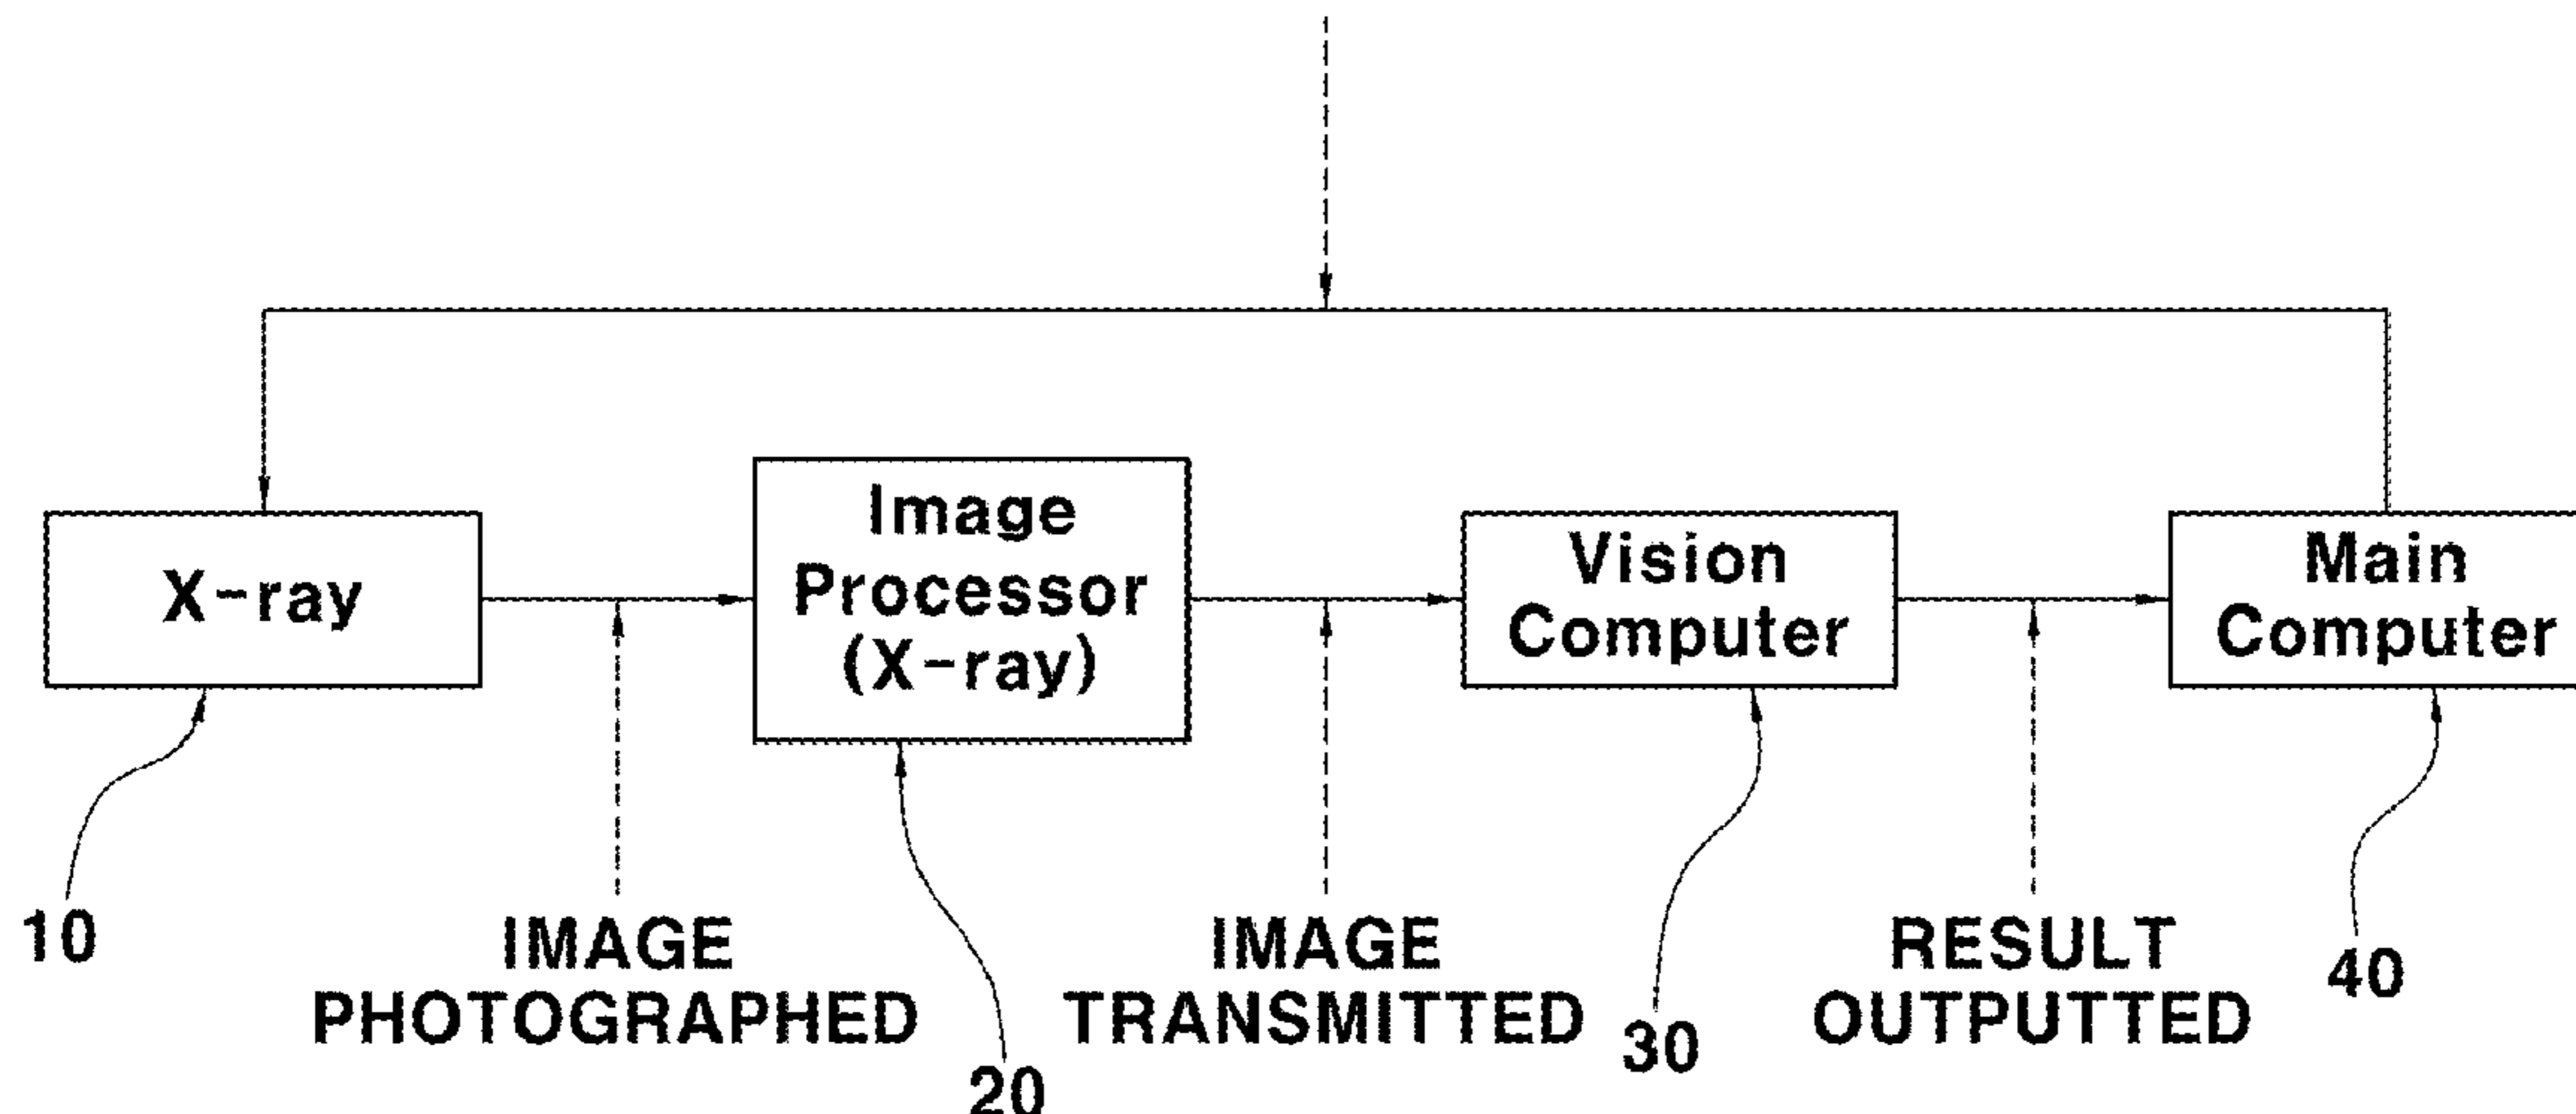 X-ray
Image
Processor
(X-ray)
Vision
Computer
Main
Computer
10
IMAGE
PHOTOGRAPHED
20
IMAGE
TRANSMITTED
30
RESULT
OUTPUTTED
40